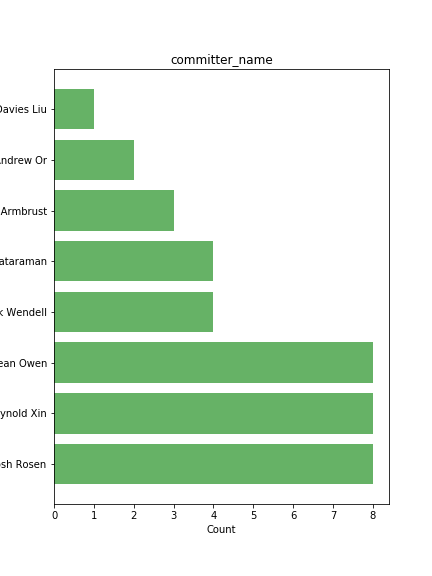 committer_name
Davies Liu
Andrew Or
Armbrust
ataraman
k Wendell
ean Owen
ynold Xin
osh Rosen
0 1 2 3 4 5 6 7 8
Count